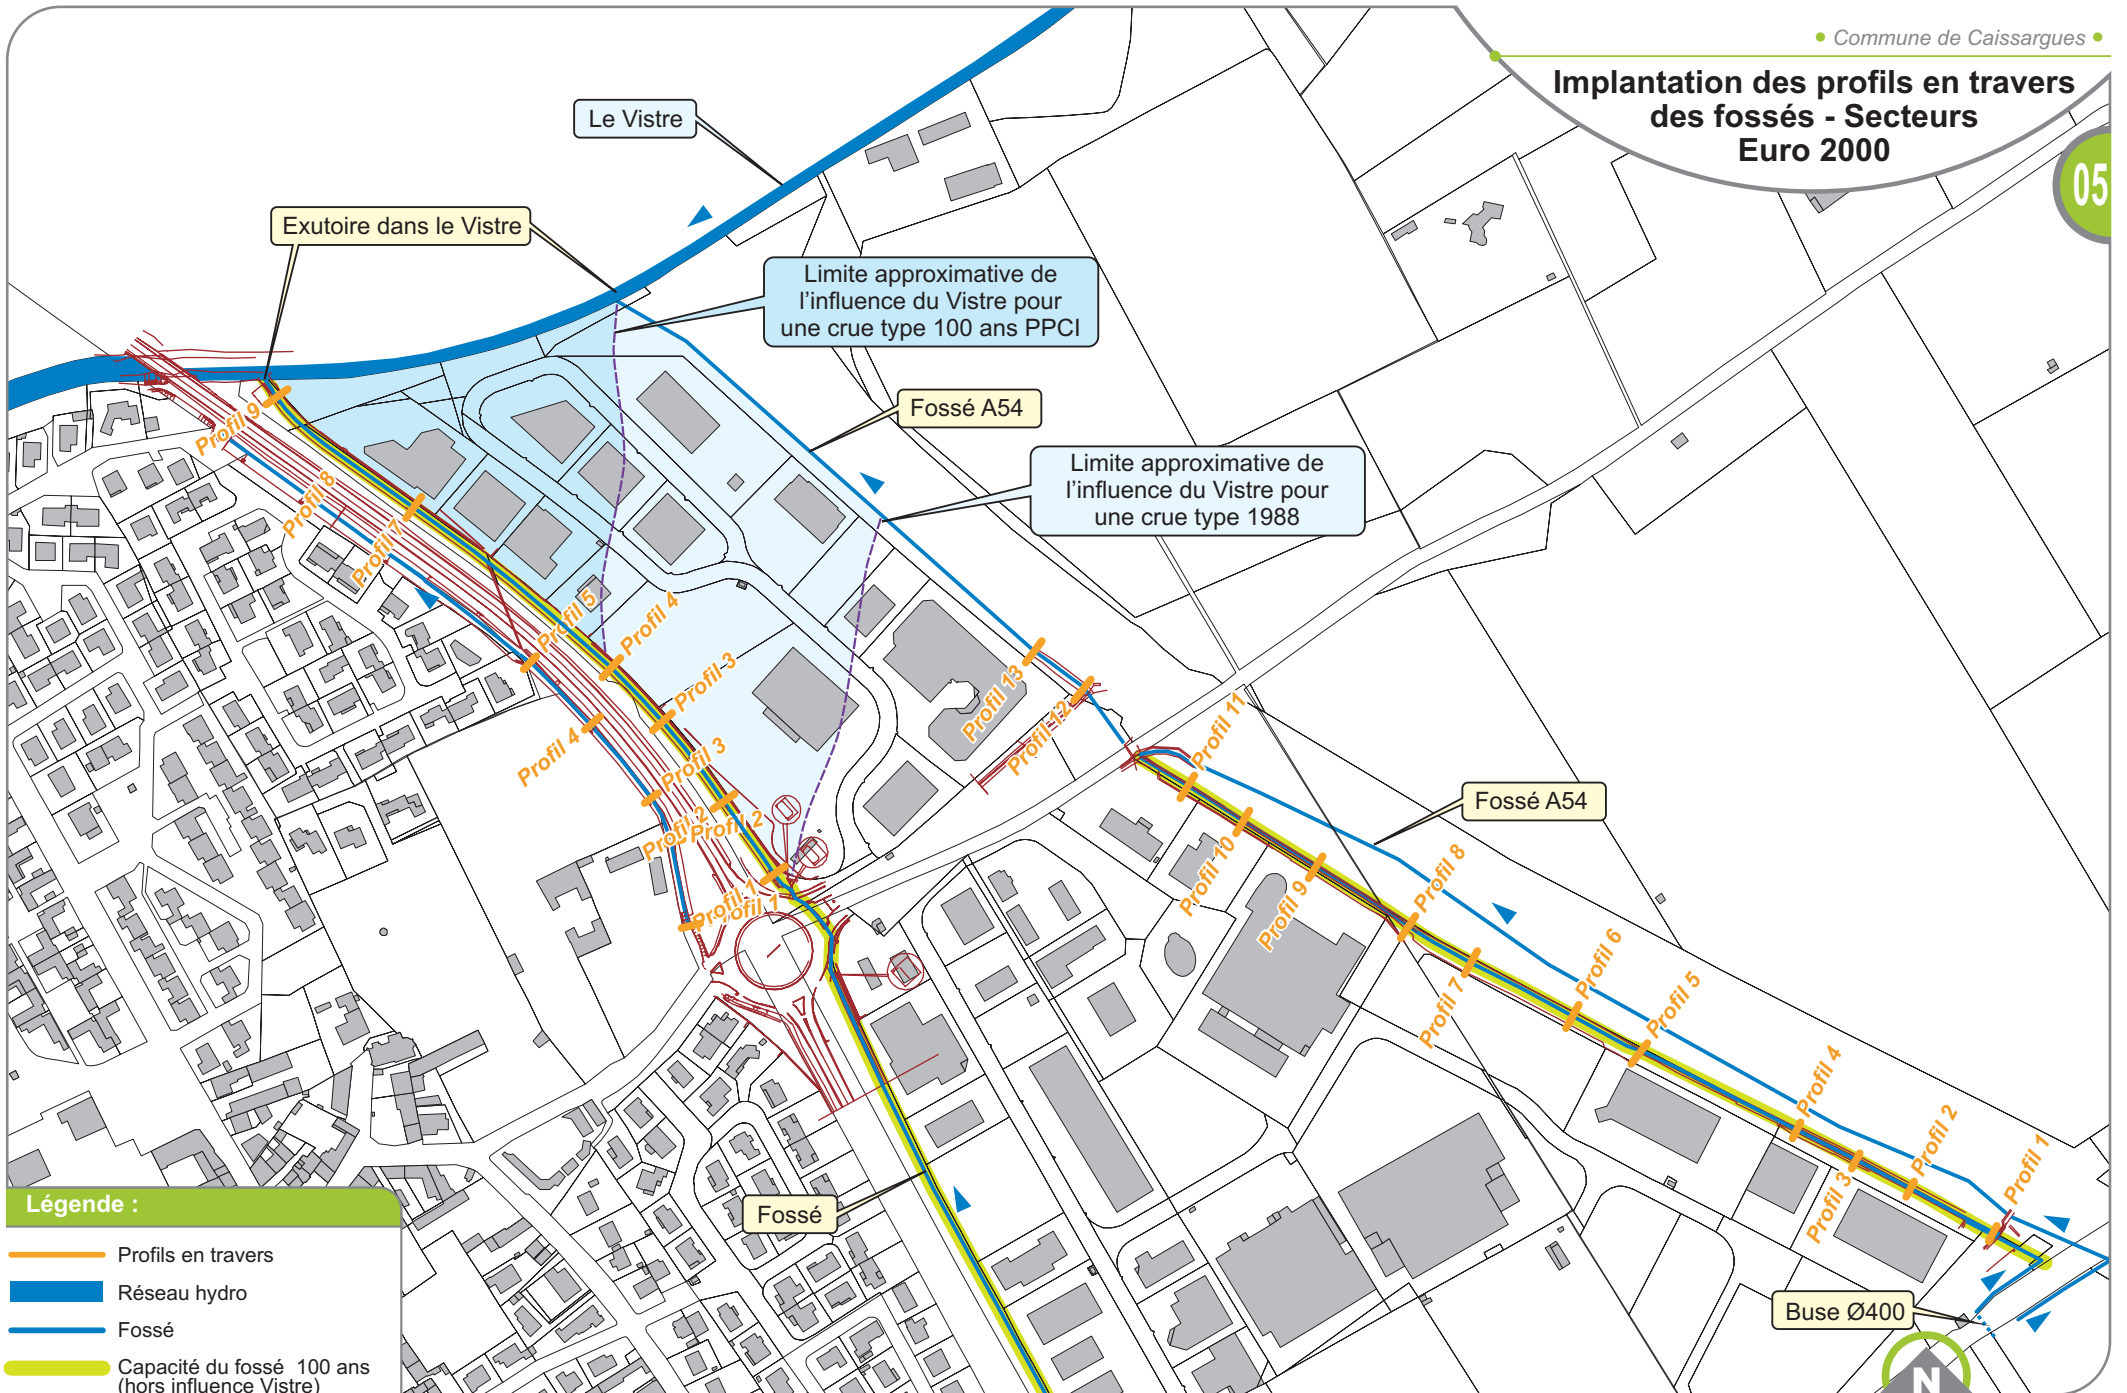 • Commune de Caissargues •
Implantation des profils en travers
des fossés - Secteurs
Euro 2000
05
Le Vistre
Exutoire dans le Vistre
Limite approximative de
l'influence du Vistre pour
une crue type 100 ans PPCI
Fossé A54
Limite approximative de
l'influence du Vistre pour
une crue type 1988
Profil 9
Profil 8
Profil 7
Profil 5
Profil 4
Profil 3
Profil 4
Profil 3
Profil 2
Profil 2
Profil 1
Profil 1
Profil 13
Profil 12
Profil 11
Profil 10
Profil 9
Profil 8
Fossé A54
Profil 7
Profil 6
Profil 5
Profil 4
Profil 3
Profil 2
Profil 1
Fossé
Buse Ø400
N
Légende :
Profils en travers
Réseau hydro
Fossé
Capacité du fossé 100 ans
(hors influence Vistre)